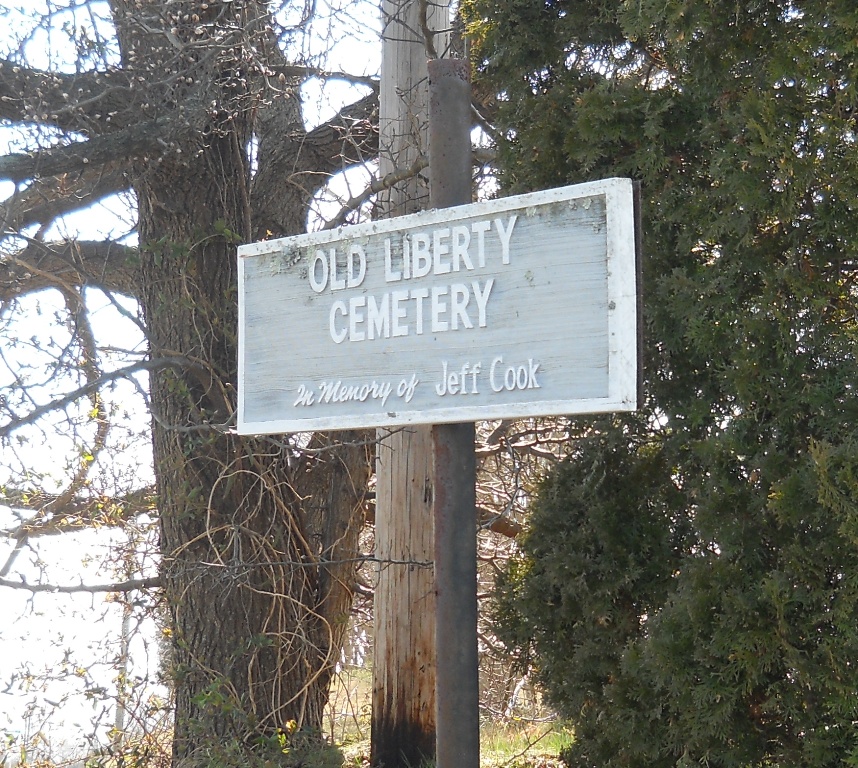 OLD LIBERTY
CEMETERY
In Memory of Jeff Cook